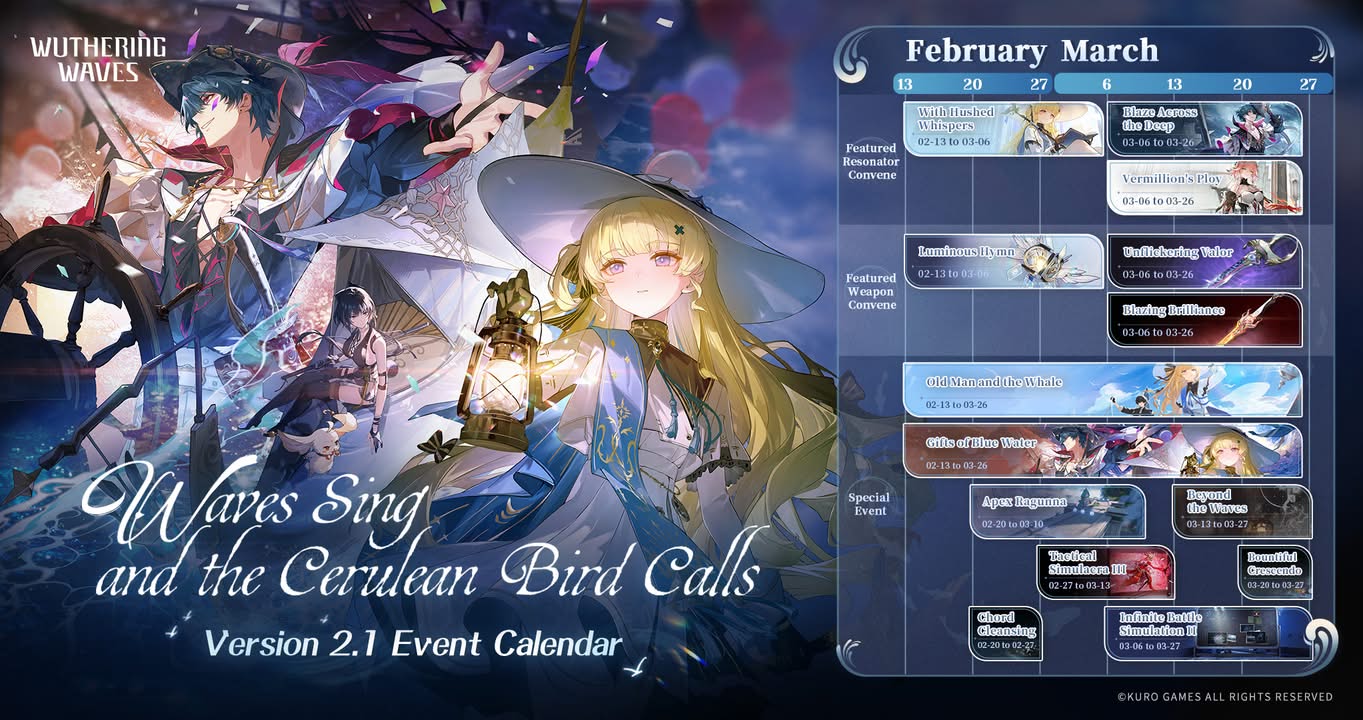 WUTHERING
WAVES
Waves Sing
and the Cerulean Bird Calls
Version 2.1 Event Calendar
February March
13 20 27 6 13 20 27
Featured
Resonator
Convene
With Hushed
Whispers
02-13 to 03-06
Blaze Across
the Deep
03-06 to 03-26
Vermillion's Ploy
03-06 to 03-26
Featured
Weapon
Convene
Luminous Hymn
02-13 to 03-06
Unflickering Valor
03-06 to 03-26
Blazing Brilliance
03-06 to 03-26
Special
Event
Old Man and the Whale
02-13 to 03-26
Gifts of Blue Water
02-13 to 03-26
Apex Ragunna
02-20 to 03-10
Beyond
the Waves
03-13 to 03-27
Tactical
Simulacra III
02-27 to 03-13
Bountiful
Crescendo
03-20 to 03-27
Chord
Cleansing
02-20 to 02-27
Infinite Battle
Simulation II
03-06 to 03-27
©KURO GAMES ALL RIGHTS RESERVED